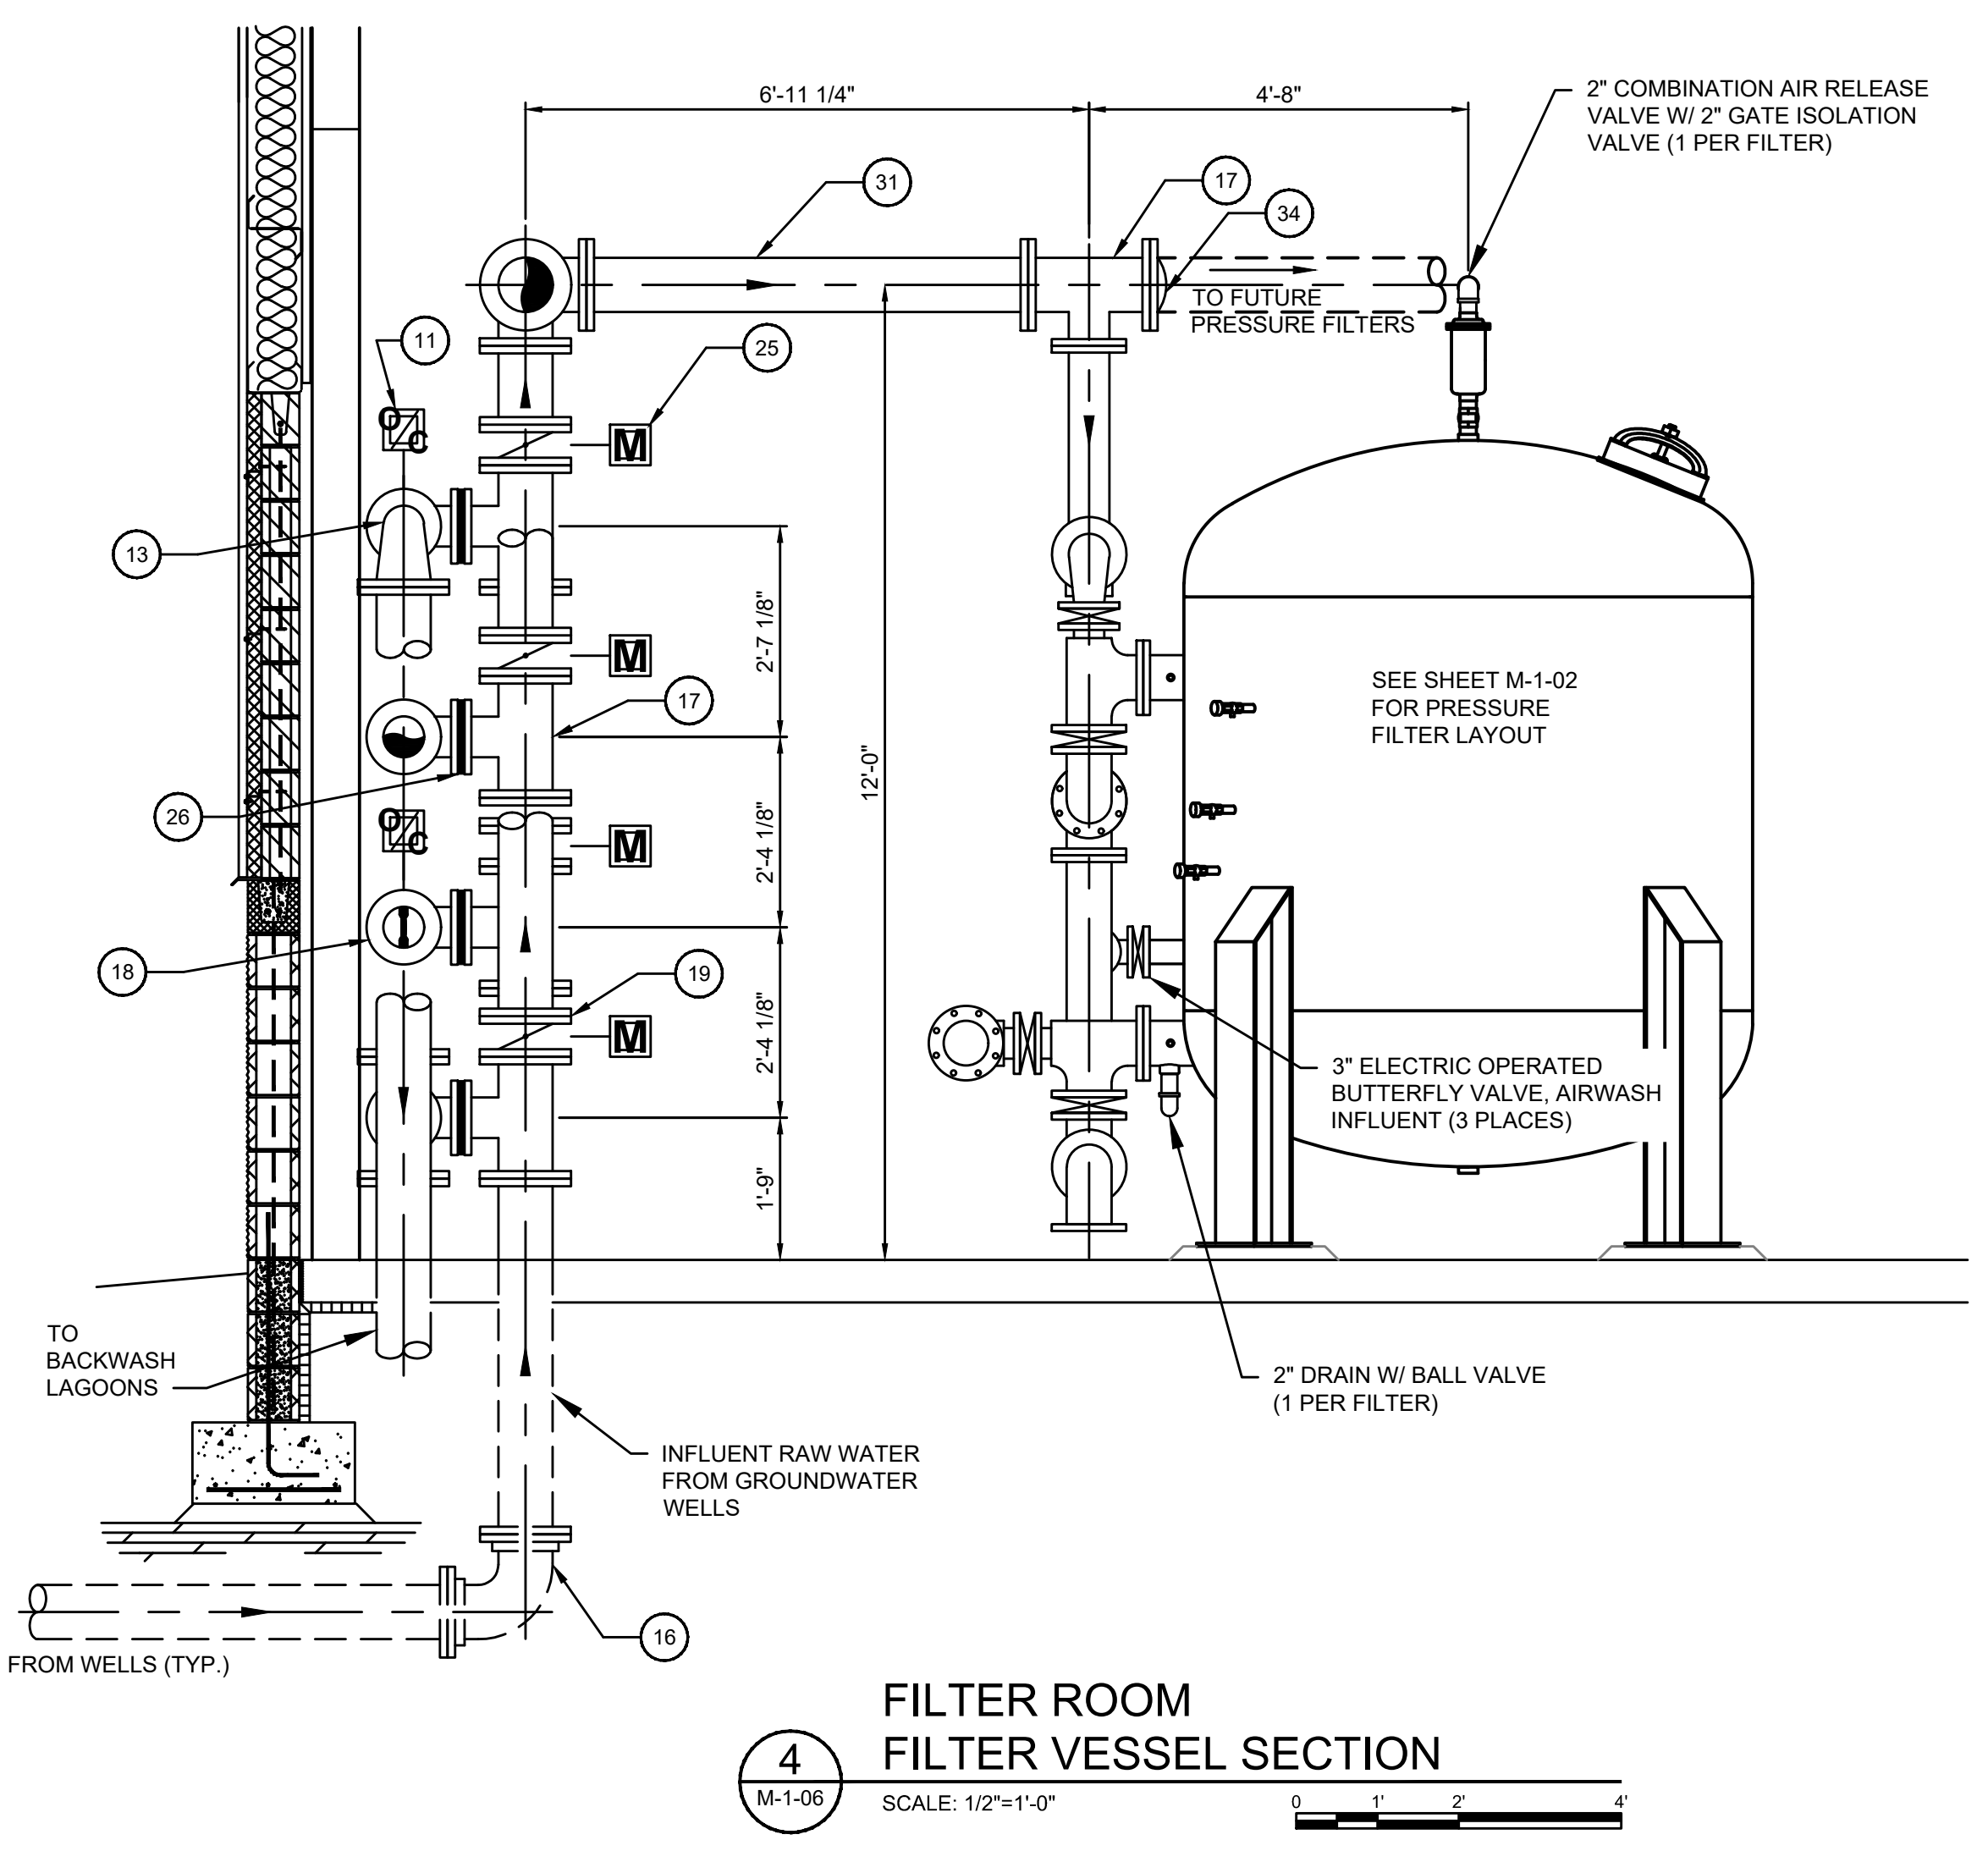 6'-11 1/4"
4'-8"
2" COMBINATION AIR RELEASE
VALVE W/ 2" GATE ISOLATION
VALVE (1 PER FILTER)
31
17
34
TO FUTURE
PRESSURE FILTERS
11
25
O
C
M
13
2'-7 1/8"
M
17
SEE SHEET M-1-02
FOR PRESSURE
FILTER LAYOUT
12'-0"
26
O
C
M
2'-4 1/8"
18
19
M
2'-4 1/8"
3" ELECTRIC OPERATED
BUTTERFLY VALVE, AIRWASH
INFLUENT (3 PLACES)
1'-9"
TO
BACKWASH
LAGOONS
2" DRAIN W/ BALL VALVE
(1 PER FILTER)
INFLUENT RAW WATER
FROM GROUNDWATER
WELLS
16
FROM WELLS (TYP.)
FILTER ROOM
FILTER VESSEL SECTION
4
M-1-06
SCALE: 1/2"=1'-0"
0 1' 2' 4'